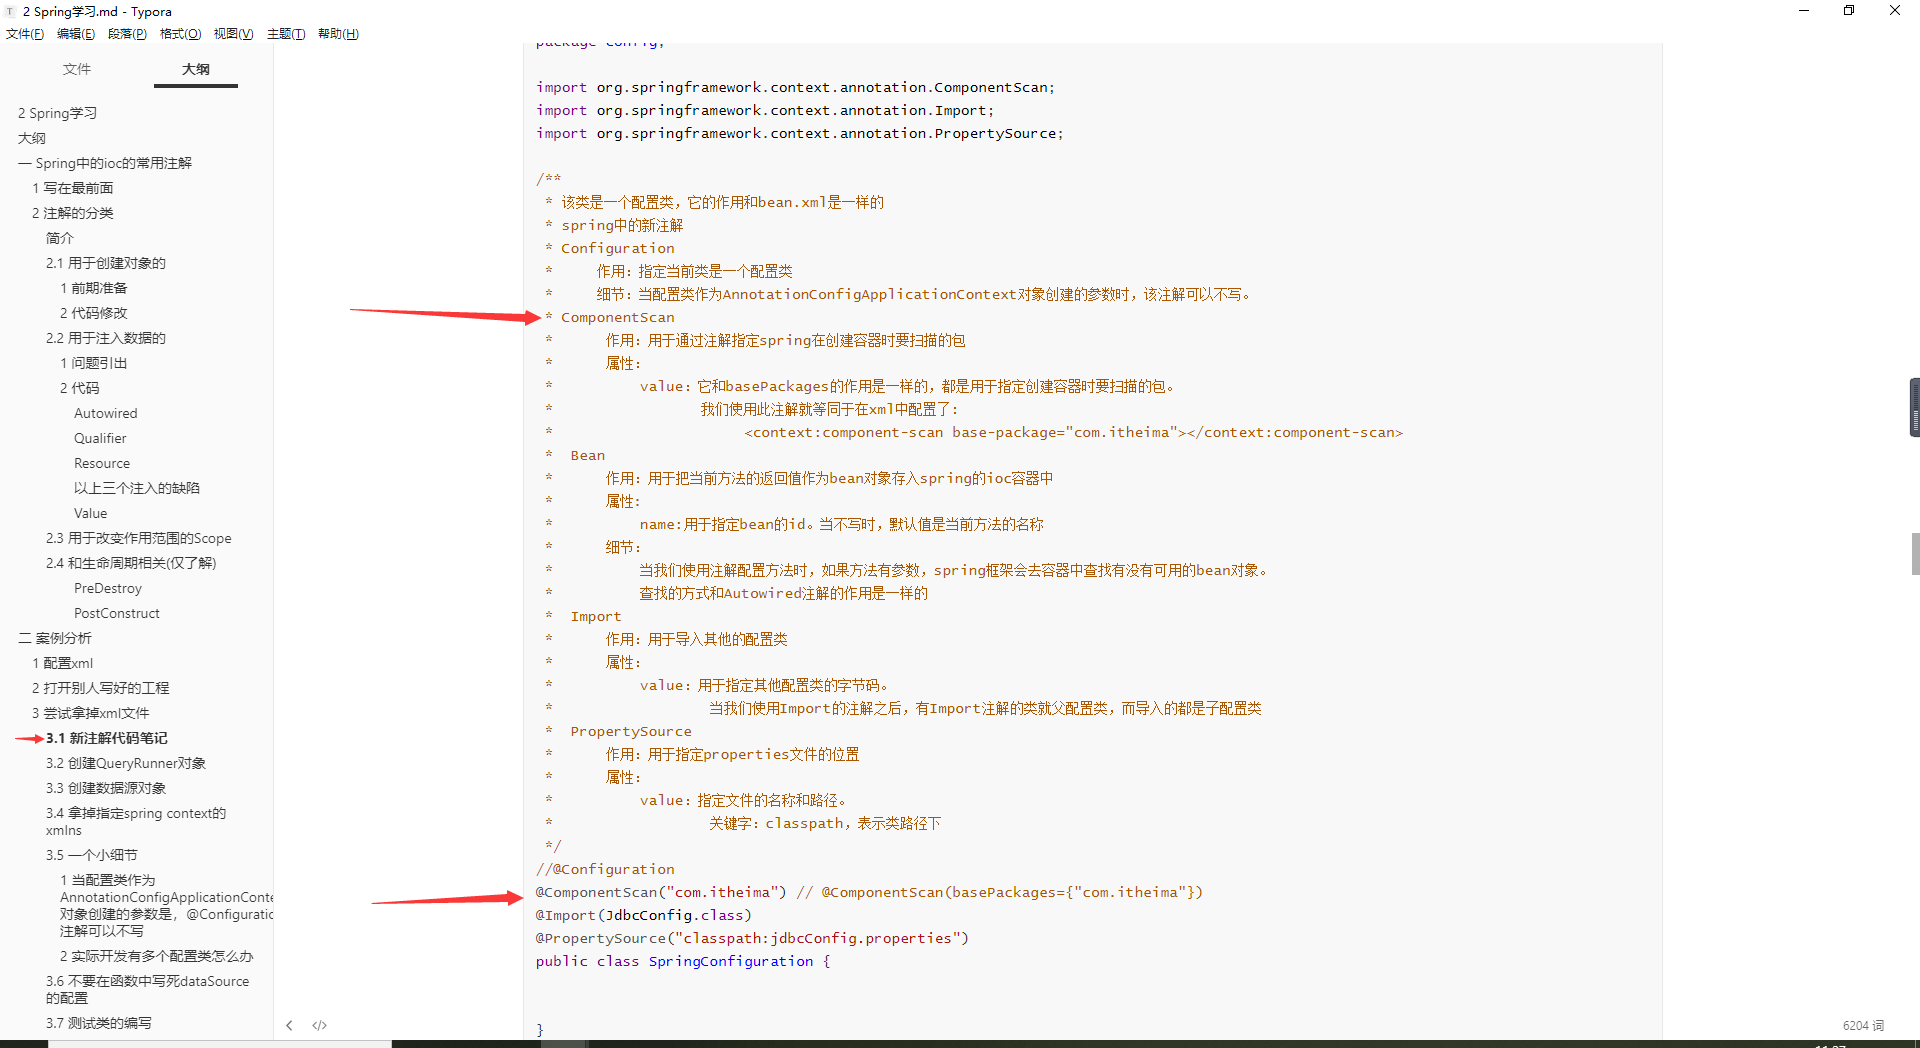 2 Spring学习.md - Typora
文件(F) 编辑(E) 段落(P) 格式(O) 视图(V) 主题(T) 帮助(H)
文件 大纲
2 Spring学习
大纲
一 Spring中的ioc的常用注解
1 写在最前面
2 注解的分类
简介
2.1 用于创建对象的
1 前期准备
2 代码修改
2.2 用于注入数据的
1 问题引出
2 代码
Autowired
Qualifier
Resource
以上三个注入的缺陷
Value
2.3 用于改变作用范围的Scope
2.4 和生命周期相关(仅了解)
PreDestroy
PostConstruct
二 案例分析
1 配置xml
2 打开别人写好的工程
3 尝试拿掉xml文件
3.1 新注解代码笔记
3.2 创建QueryRunner对象
3.3 创建数据源对象
3.4 拿掉指定spring context的
xmlns
3.5 一个小细节
1 当配置类作为
AnnotationConfigApplicationConte
对象创建的参数是，@Configuratio
注解可以不写
2 实际开发有多个配置类怎么办
3.6 不要在函数中写死dataSource
的配置
3.7 测试类的编写
package config;
import org.springframework.context.annotation.ComponentScan;
import org.springframework.context.annotation.Import;
import org.springframework.context.annotation.PropertySource;
/**
* 该类是一个配置类，它的作用和bean.xml是一样的
* spring中的新注解
* Configuration
* 作用：指定当前类是一个配置类
* 细节：当配置类作为AnnotationConfigApplicationContext对象创建的参数时，该注解可以不写。
* ComponentScan
* 作用：用于通过注解指定spring在创建容器时要扫描的包
* 属性：
* value：它和basePackages的作用是一样的，都是用于指定创建容器时要扫描的包。
* 我们使用此注解就等同于在xml中配置了:
* <context:component-scan base-package="com.itheima"></context:component-scan>
* Bean
* 作用：用于把当前方法的返回值作为bean对象存入spring的ioc容器中
* 属性:
* name:用于指定bean的id。当不写时，默认值是当前方法的名称
* 细节：
* 当我们使用注解配置方法时，如果方法有参数，spring框架会去容器中查找有没有可用的bean对象。
* 查找的方式和Autowired注解的作用是一样的
* Import
* 作用：用于导入其他的配置类
* 属性：
* value：用于指定其他配置类的字节码。
* 当我们使用Import的注解之后，有Import注解的类就父配置类，而导入的都是子配置类
* PropertySource
* 作用：用于指定properties文件的位置
* 属性：
* value：指定文件的名称和路径。
* 关键字：classpath，表示类路径下
*/
//@Configuration
@ComponentScan("com.itheima") // @ComponentScan(basePackages={"com.itheima"})
@Import(JdbcConfig.class)
@PropertySource("classpath:jdbcConfig.properties")
public class SpringConfiguration {
}
6204 词